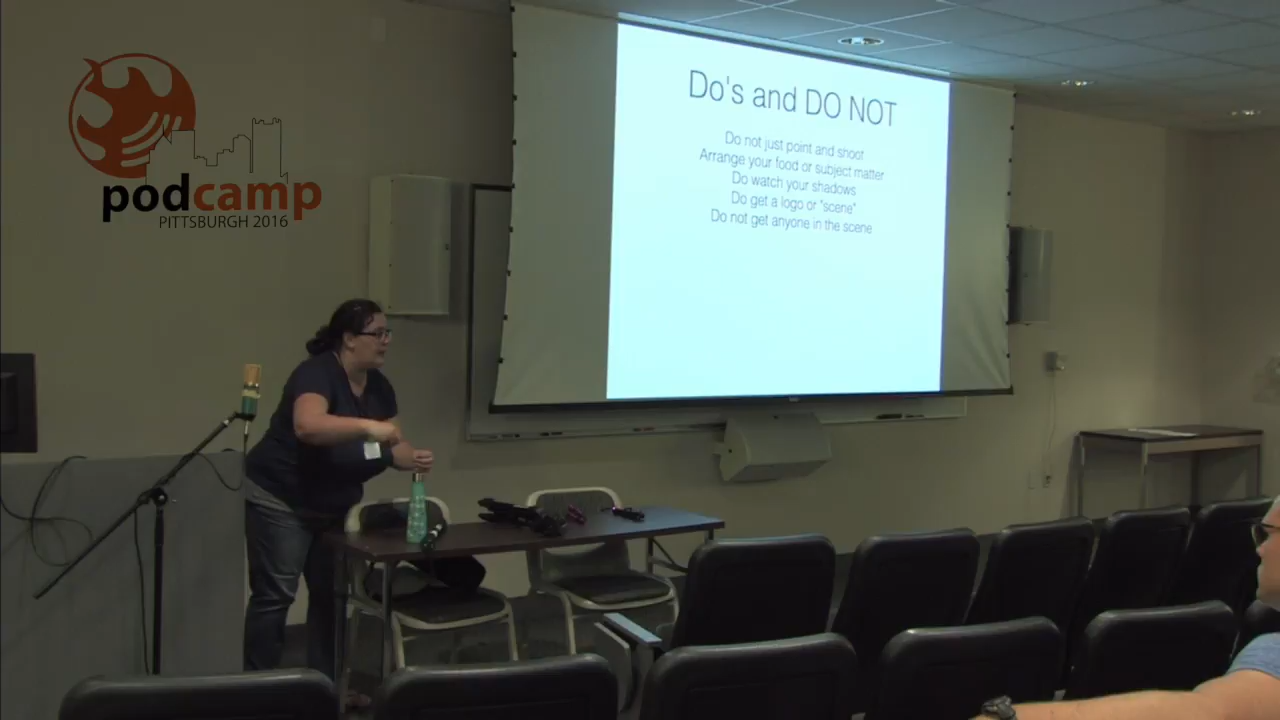 podcamp
PITTSBURGH 2016
Do's and DO NOT
Do not just point and shoot
Arrange your food or subject matter
Do watch your shadows
Do get a logo or "scene"
Do not get anyone in the scene